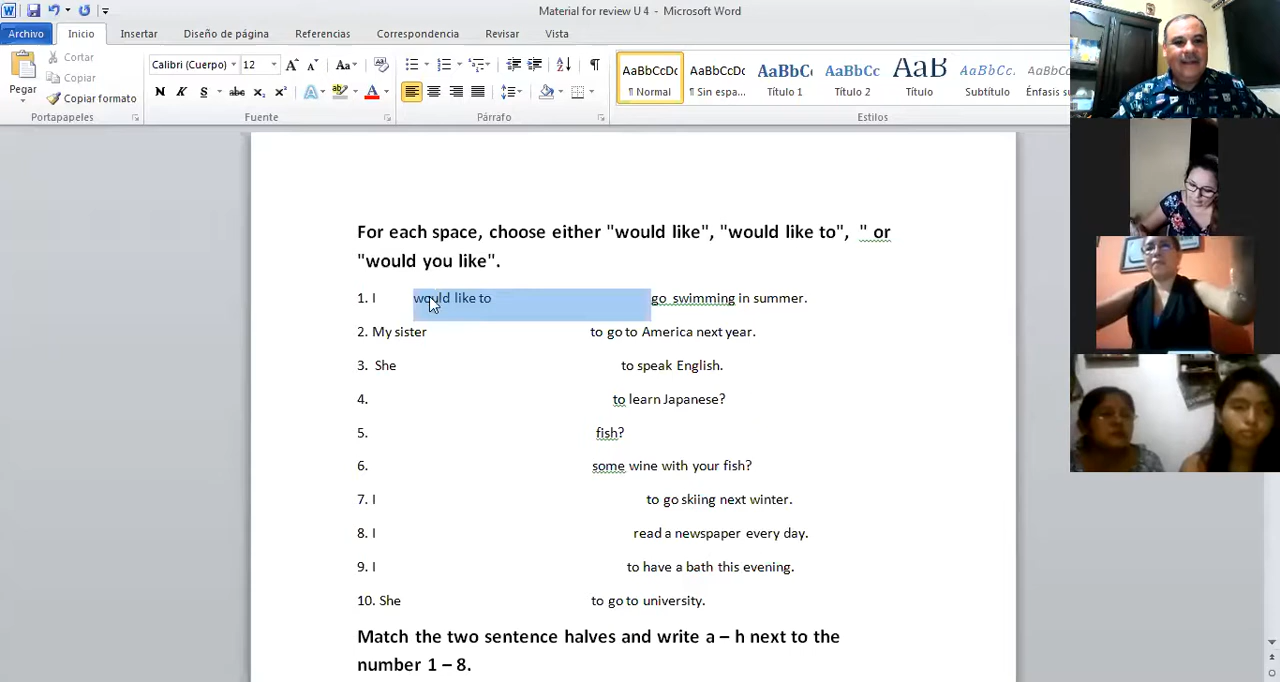 Material for review U 4 - Microsoft Word
Archivo Inicio Insertar Diseño de página Referencias Correspondencia Revisar Vista
Cortar
Copiar
Copiar formato
Pegar
Portapapeles
Calibri (Cuerpo) 12
N K S abc x₂ x² A ab A
Fuente
Párrafo
AaBbCcDc AaBbCcDc AaBbC AaBbCc AaB AaBbCc. AaBbCc
¶ Normal ¶ Sin espa... Título 1 Título 2 Título Subtítulo Énfasis su
Estilos
For each space, choose either "would like", "would like to", " or
"would you like".
1. I would like to go swimming in summer.
2. My sister to go to America next year.
3. She to speak English.
4. to learn Japanese?
5. fish?
6. some wine with your fish?
7. I to go skiing next winter.
8. I read a newspaper every day.
9. I to have a bath this evening.
10. She to go to university.
Match the two sentence halves and write a – h next to the
number 1 – 8.